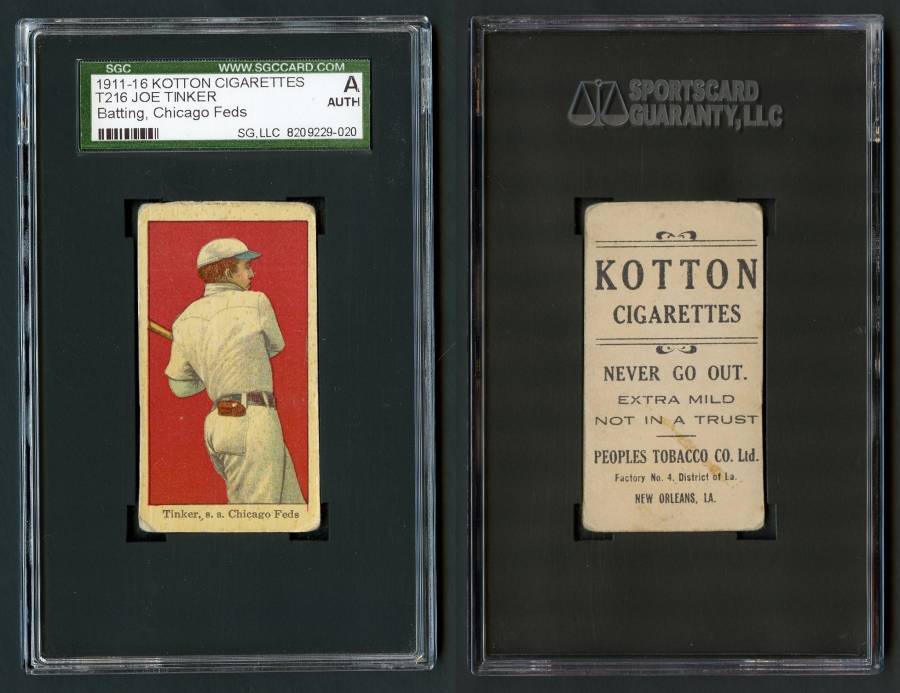 SGC WWW.SGCCARD.COM
1911-16 KOTTON CIGARETTES A
T216 JOE TINKER AUTH
Batting, Chicago Feds
SG, LLC 8209229-020
Tinker, s. s. Chicago Feds
SPORTSCARD
GUARANTY, LLC
KOTTON
CIGARETTES
NEVER GO OUT.
EXTRA MILD
NOT IN A TRUST
PEOPLES TOBACCO CO. Ltd.
Factory No. 4, District of La.
NEW ORLEANS, LA.